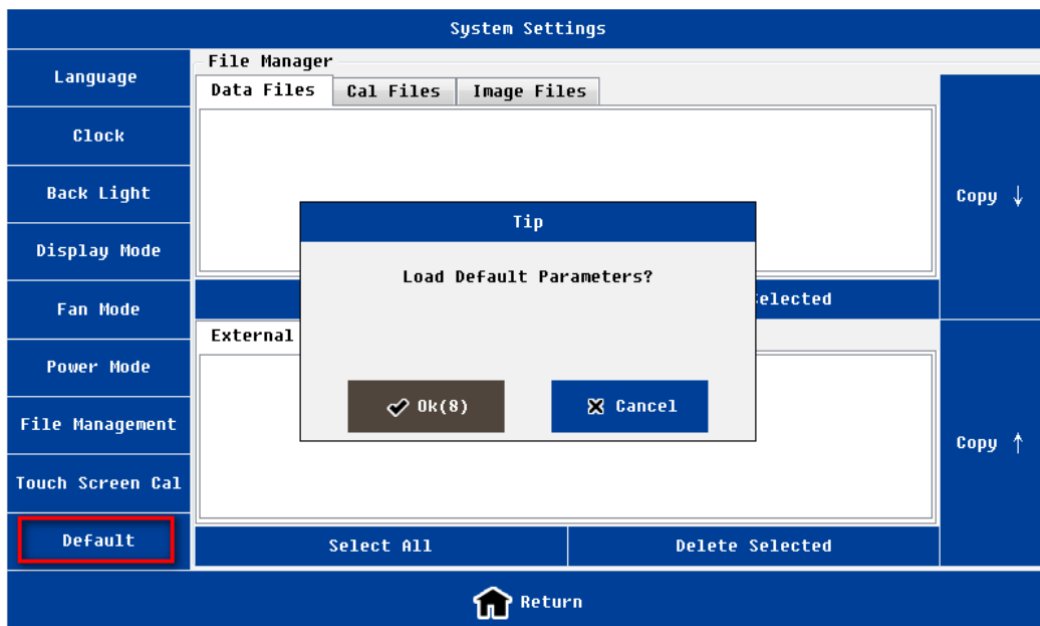 System Settings
Language
Clock
Back Light
Display Mode
Fan Mode
Power Mode
File Management
Touch Screen Cal
Default
File Manager
Data Files Cal Files Image Files
Copy ↓
Tip
Load Default Parameters?
Ok(8) Cancel
elected
External
Copy ↑
Select All Delete Selected
Return